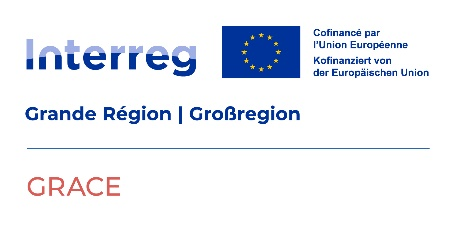 Interreg
Cofinancé par
l'Union Européenne
Kofinanziert von
der Europäischen Union
Grande Région | Großregion
GRACE